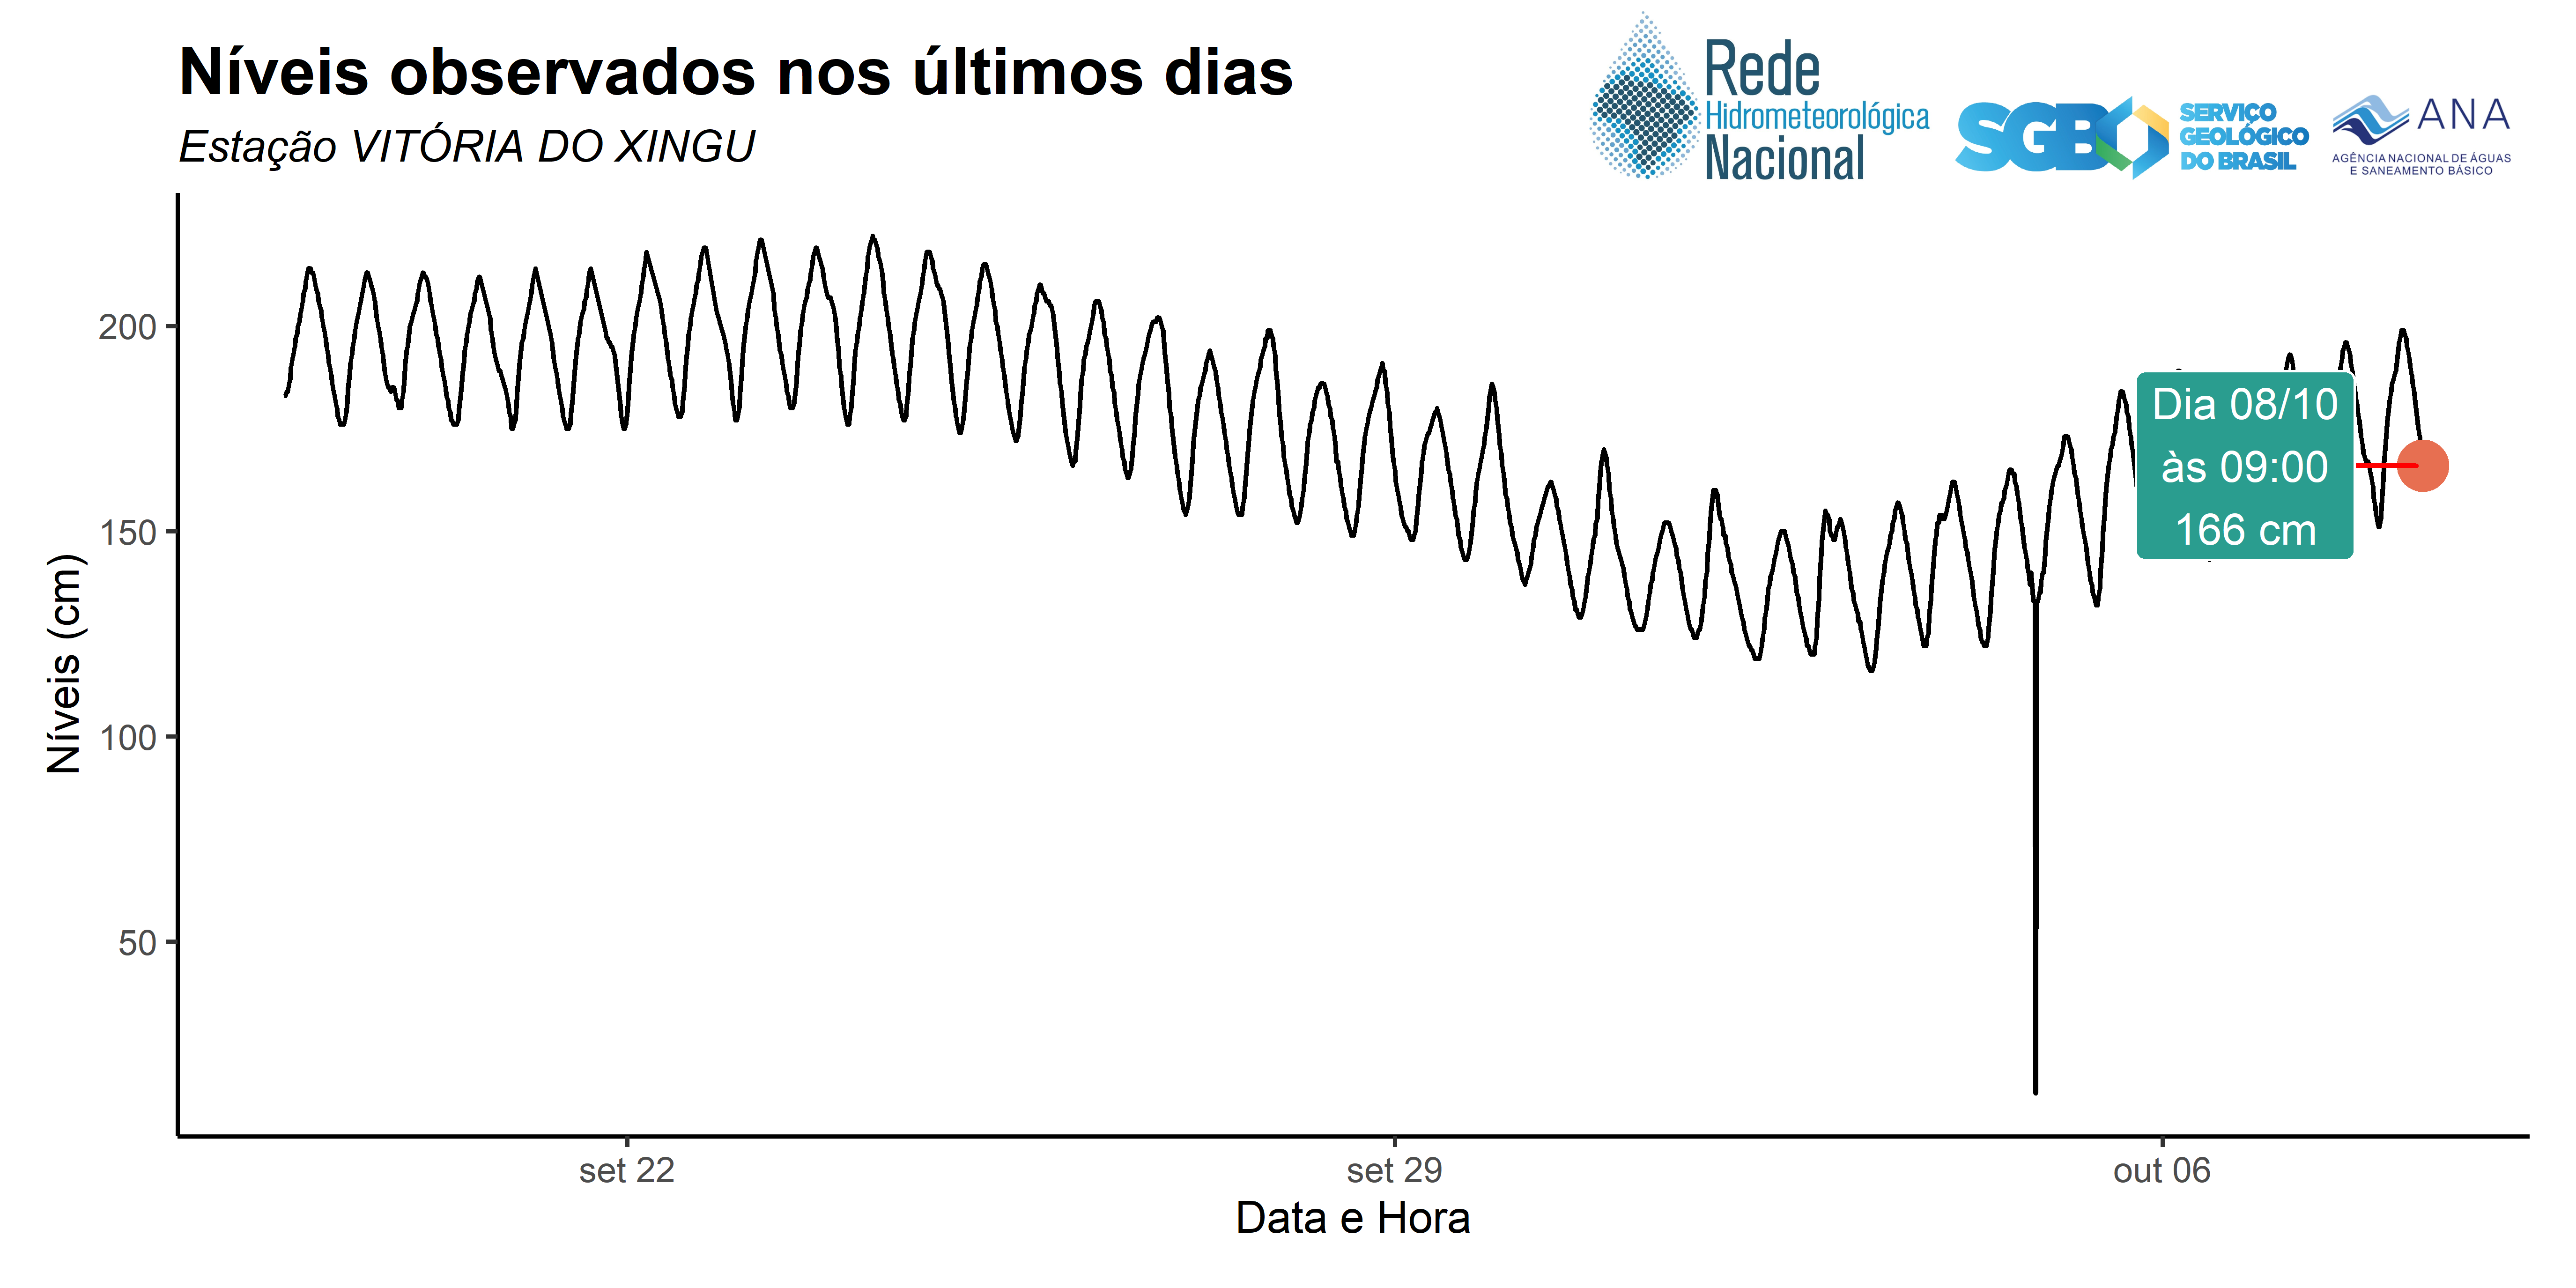 Níveis observados nos últimos dias
Estação VITÓRIA DO XINGU
Rede
Hidrometeorológica
Nacional
SGB
SERVIÇO
GEOLÓGICO
DO BRASIL
ANA
AGÊNCIA NACIONAL DE ÁGUAS
E SANEAMENTO BÁSICO
Níveis (cm)
200
150
100
50
Dia 08/10
às 09:00
166 cm
set 22
set 29
out 06
Data e Hora